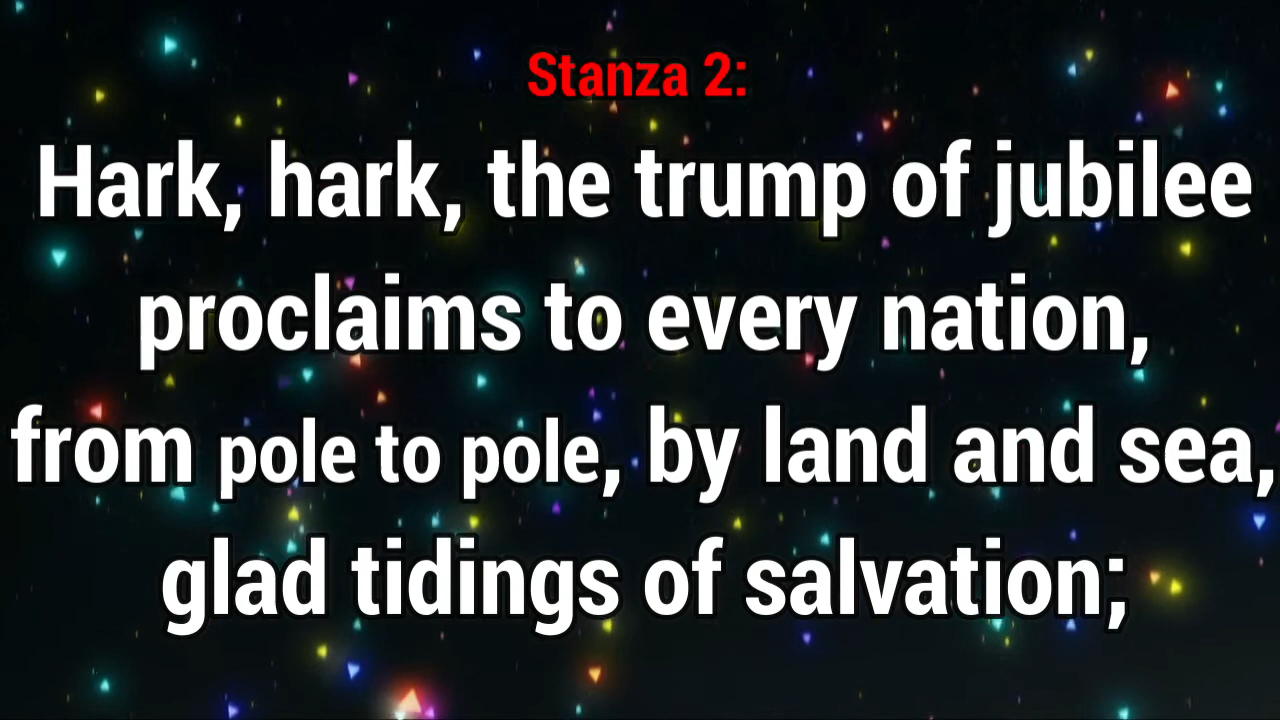 Stanza 2:
Hark, hark, the trump of jubilee
proclaims to every nation,
from pole to pole, by land and sea,
glad tidings of salvation;